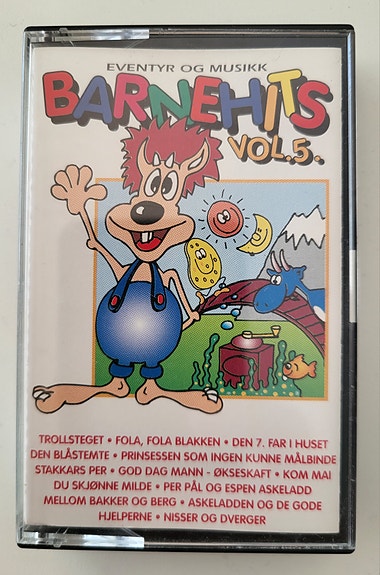 EVENTYR OG MUSIKK
BARNEHITS
VOL.5.
TROLLSTEGET • FOLA, FOLA BLAKKEN • DEN 7. FAR I HUSET
DEN BLÅSTEMTE • PRINSESSEN SOM INGEN KUNNE MÅLBINDE
STAKKARS PER • GOD DAG MANN - ØKSESKAFT • KOM MAI
DU SKJØNNE MILDE • PER PÅL OG ESPEN ASKELADD
MELLOM BAKKER OG BERG • ASKELADDEN OG DE GODE
HJELPERNE • NISSER OG DVERGER